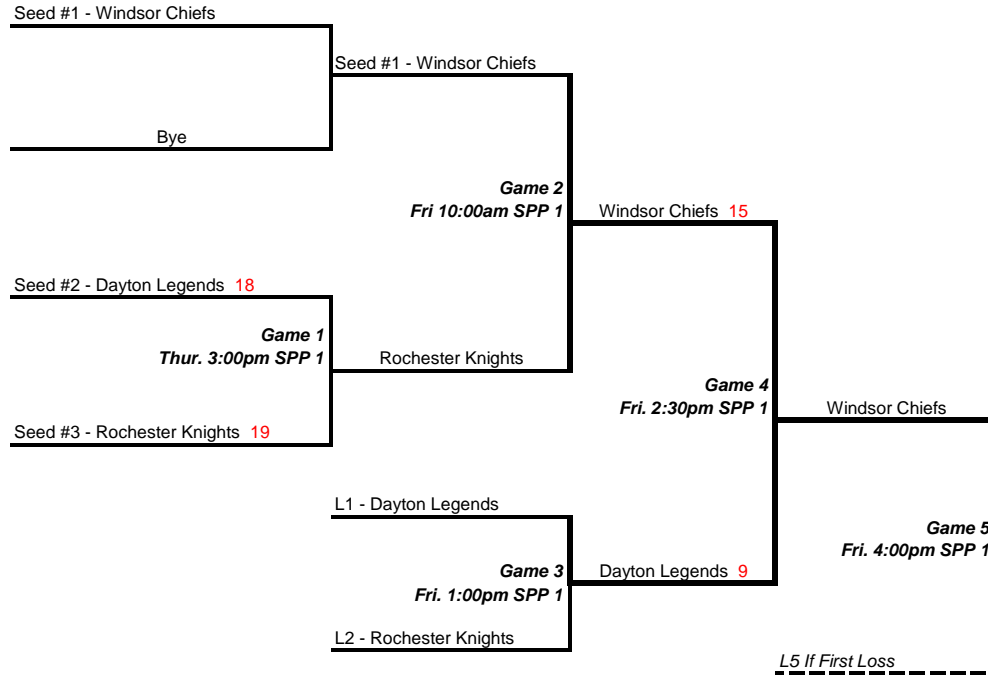 Seed #1 - Windsor Chiefs
Seed #1 - Windsor Chiefs
Bye
Game 2
Fri 10:00am SPP 1
Windsor Chiefs 15
Seed #2 - Dayton Legends 18
Game 1
Thur. 3:00pm SPP 1
Rochester Knights
Game 4
Fri. 2:30pm SPP 1
Windsor Chiefs
Seed #3 - Rochester Knights 19
L1 - Dayton Legends
Game 5
Fri. 4:00pm SPP 1
Game 3
Fri. 1:00pm SPP 1
Dayton Legends 9
L2 - Rochester Knights
L5 If First Loss